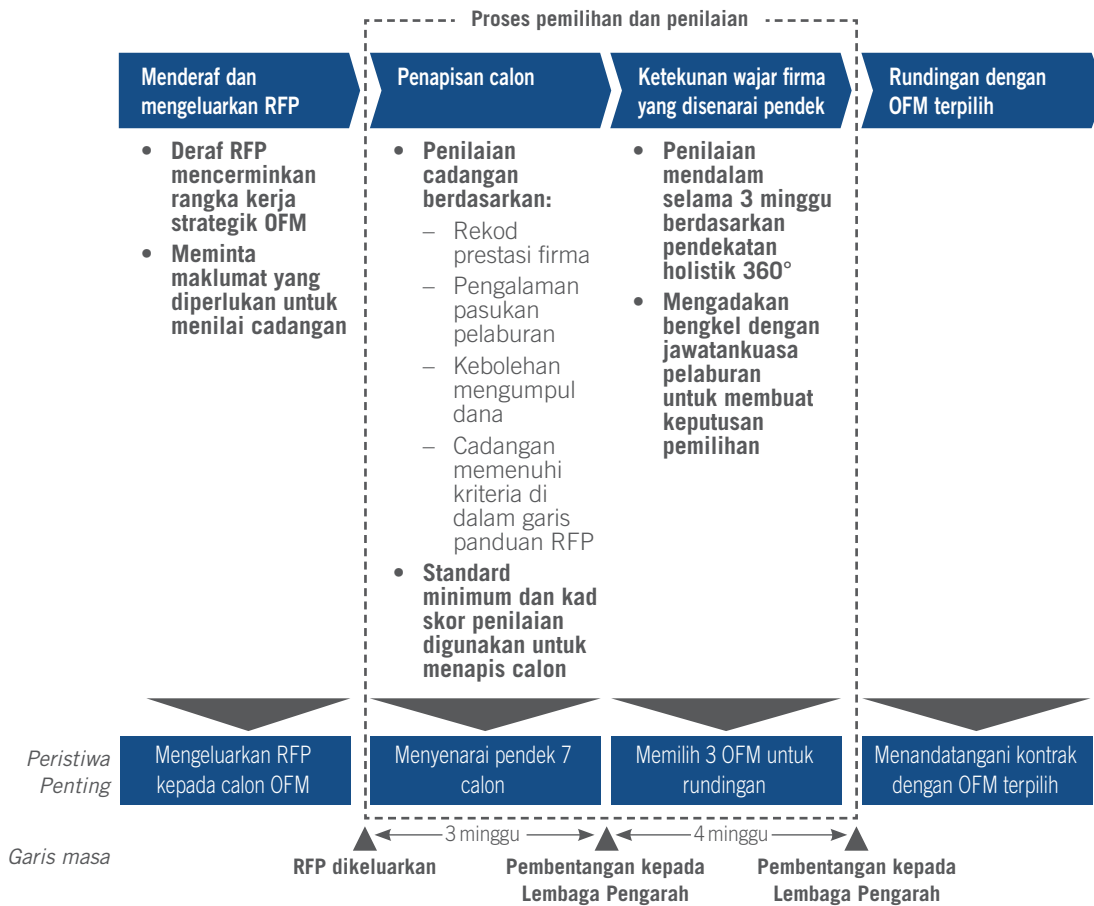 Proses pemilihan dan penilaian
Menderaf dan
mengeluarkan RFP
Penapisan calon
Ketekunan wajar firma
yang disenarai pendek
Rundingan dengan
OFM terpilih
• Deraf RFP
mencerminkan
rangka kerja
strategik OFM
• Meminta
maklumat yang
diperlukan untuk
menilai cadangan
• Penilaian
cadangan
berdasarkan:
– Rekod
prestasi firma
– Pengalaman
pasukan
pelaburan
– Kebolehan
mengumpul
dana
– Cadangan
memenuhi
kriteria di
dalam garis
panduan RFP
• Standard
minimum dan kad
skor penilaian
digunakan untuk
menapis calon
• Penilaian
mendalam
selama 3 minggu
berdasarkan
pendekatan
holistik 360°
• Mengadakan
bengkel dengan
jawatankuasa
pelaburan
untuk membuat
keputusan
pemilihan
Peristiwa
Penting
Mengeluarkan RFP
kepada calon OFM
Menyenarai pendek 7
calon
Memilih 3 OFM untuk
rundingan
Menandatangani kontrak
dengan OFM terpilih
Garis masa
3 minggu
4 minggu
RFP dikeluarkan
Pembentangan kepada
Lembaga Pengarah
Pembentangan kepada
Lembaga Pengarah